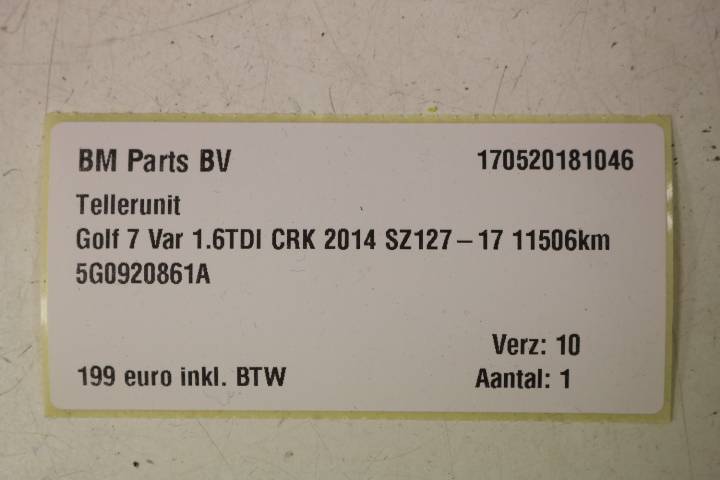 BM Parts BV 170520181046
Tellerunit
Golf 7 Var 1.6TDI CRK 2014 SZ127-17 11506km
5G0920861A
Verz: 10
199 euro inkl. BTW Aantal: 1